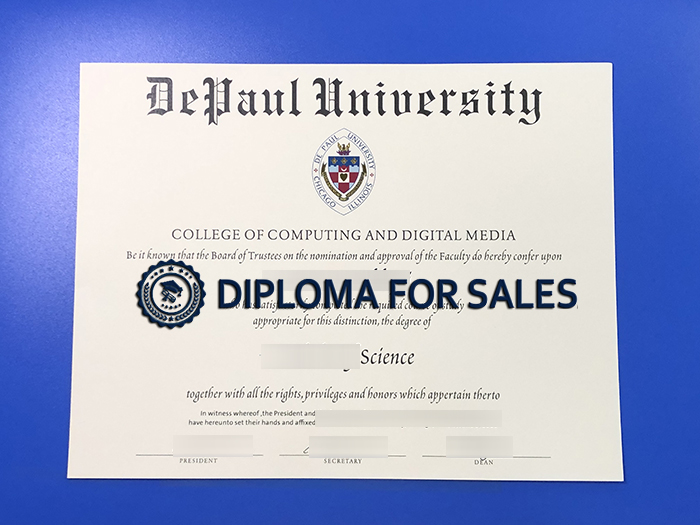 DePaul University
DE PAUL UNIVERSITY
CHICAGO ILLINOIS
COLLEGE OF COMPUTING AND DIGITAL MEDIA
Be it known that the Board of Trustees on the nomination and approval of the Faculty do hereby confer upon
DIPLOMA FOR SALES
appropriate for this distinction, the degree of
Science
together with all the rights, privileges and honors which appertain therto
In witness whereof ,the President and
have hereunto set their hands and affixed
PRESIDENT SECRETARY DEAN